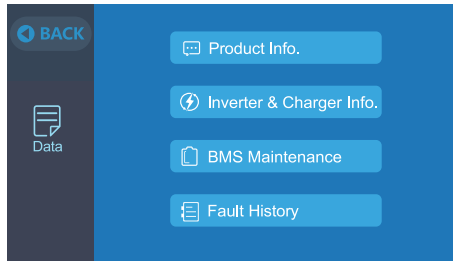 BACK
Data
Product Info.
Inverter & Charger Info.
BMS Maintenance
Fault History